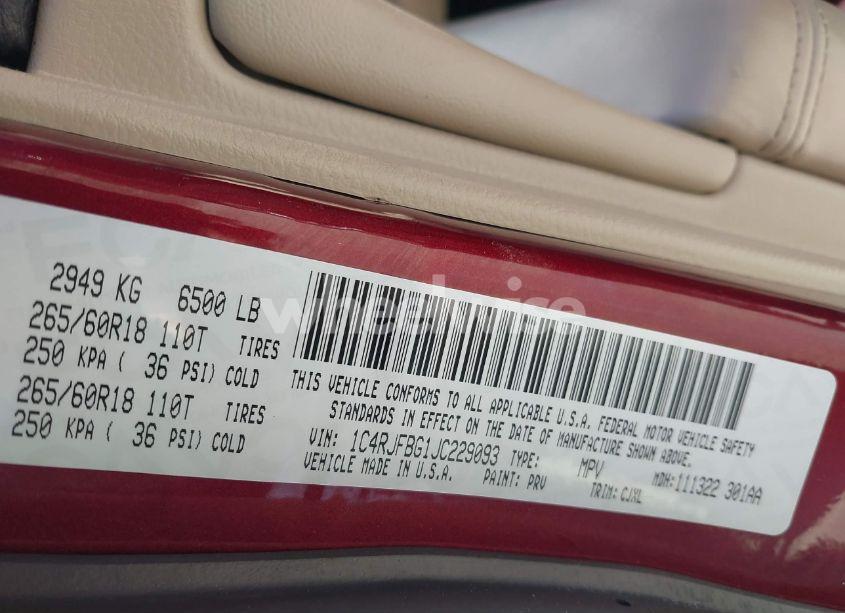 2949 KG 6500 LB
265/60R18 110T TIRES
250 KPA ( 36 PSI) COLD
265/60R18 110T TIRES
250 KPA ( 36 PSI) COLD
wheelwise
THIS VEHICLE CONFORMS TO ALL APPLICABLE U.S.A. FEDERAL MOTOR VEHICLE SAFETY
STANDARDS IN EFFECT ON THE DATE OF MANUFACTURE SHOWN ABOVE.
VIN: 1C4RJFBG1JC229093 TYPE: MPV MDH:111322 301AA
VEHICLE MADE IN U.S.A. PAINT: PRV TRIM: CJXL